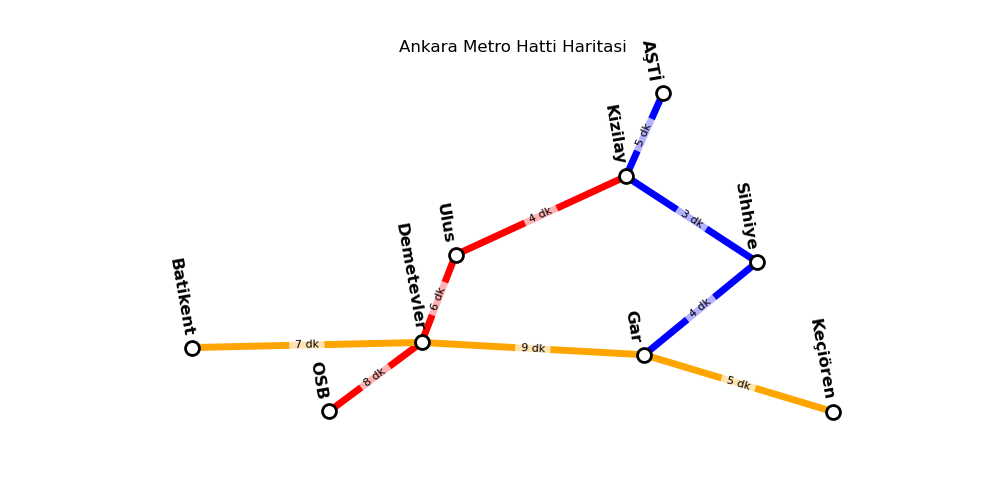 Ankara Metro Hatti Haritasi
AŞTİ
5 dk
Kizilay
4 dk
3 dk
Sihhiye
Ulus
Demetevler
6 dk
4 dk
Batikent
7 dk
9 dk
Gar
Keçiören
OSB
8 dk
5 dk